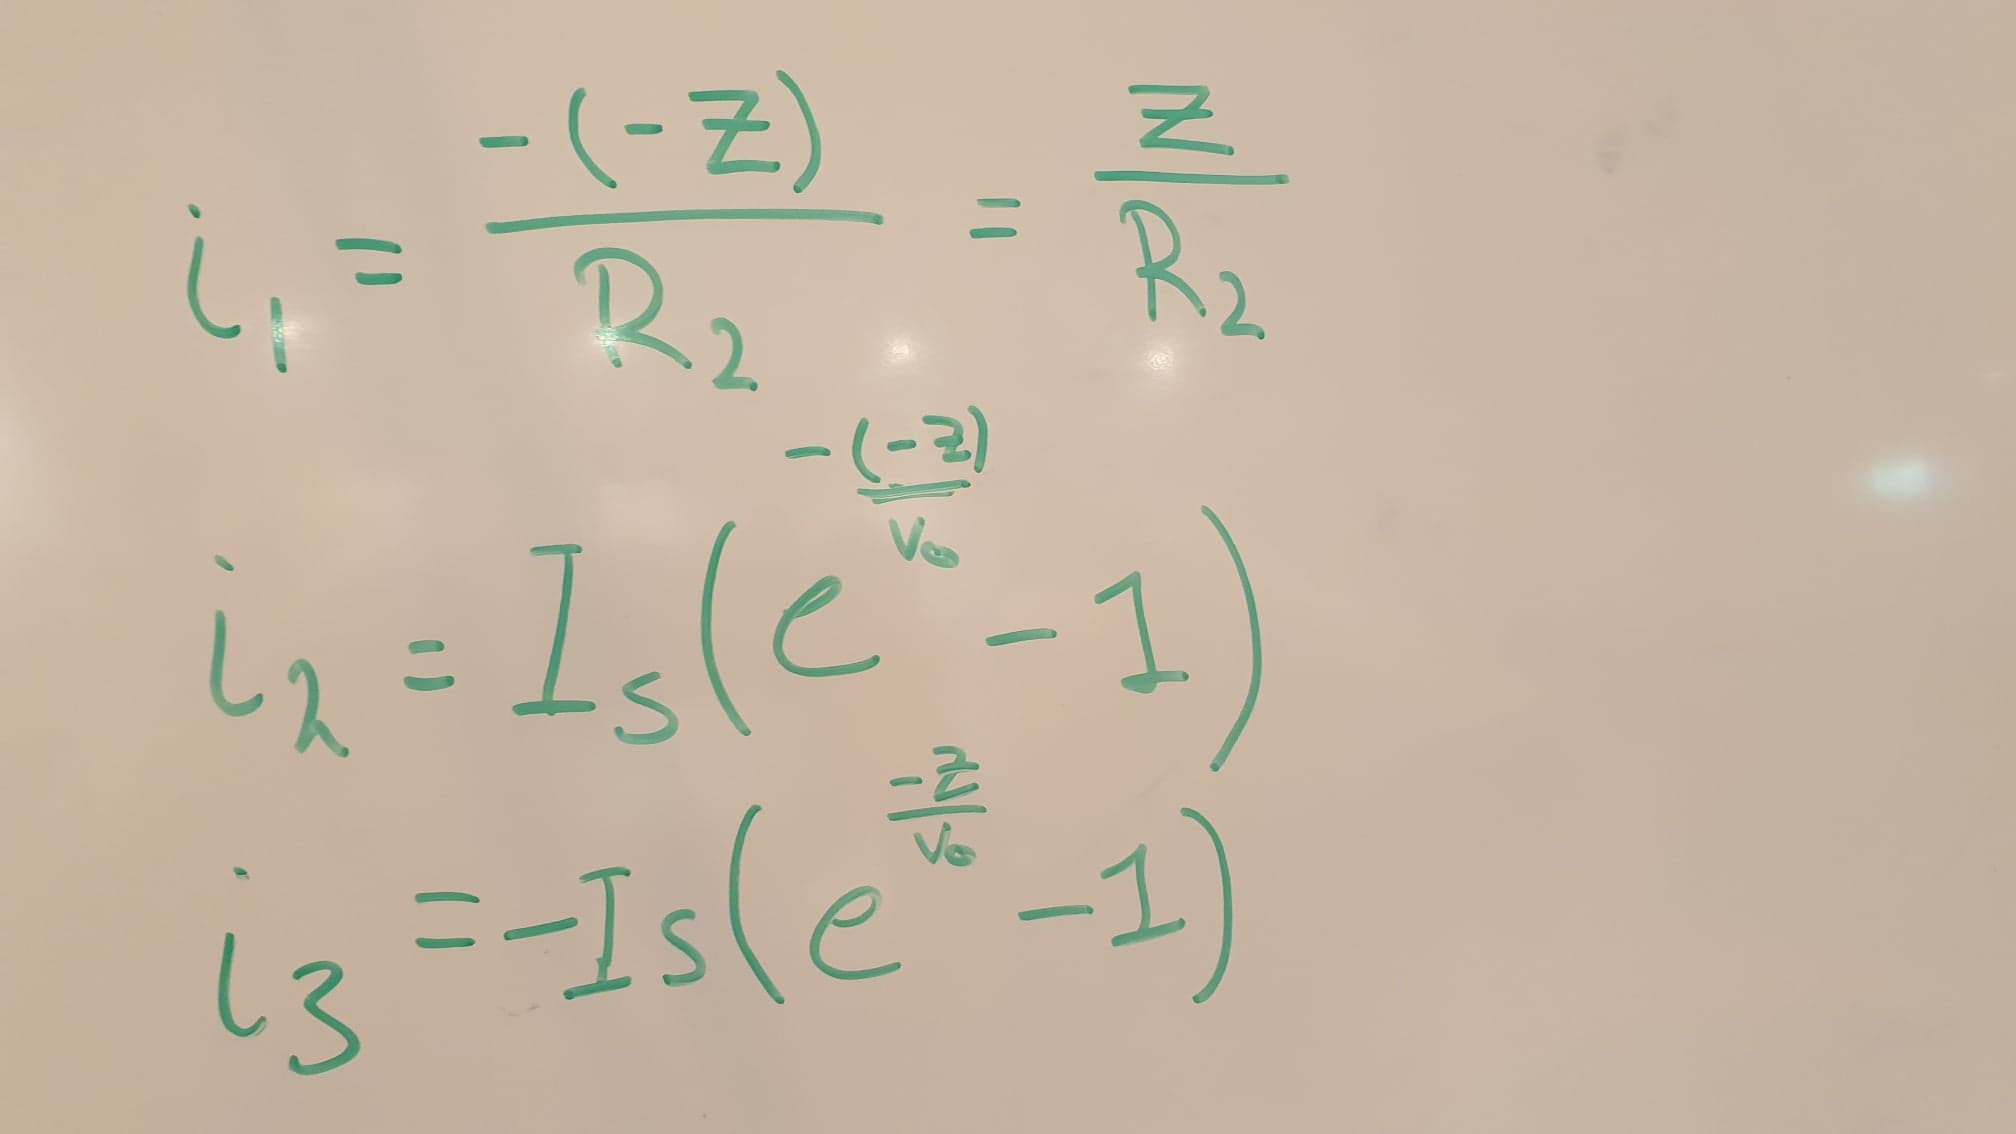 i₁ = -(-z)/R₂ = z/R₂
i₂ = Iₛ(e^(-(-z)/V₀) - 1)
i₃ = -Iₛ(e^(-z/V₀) - 1)